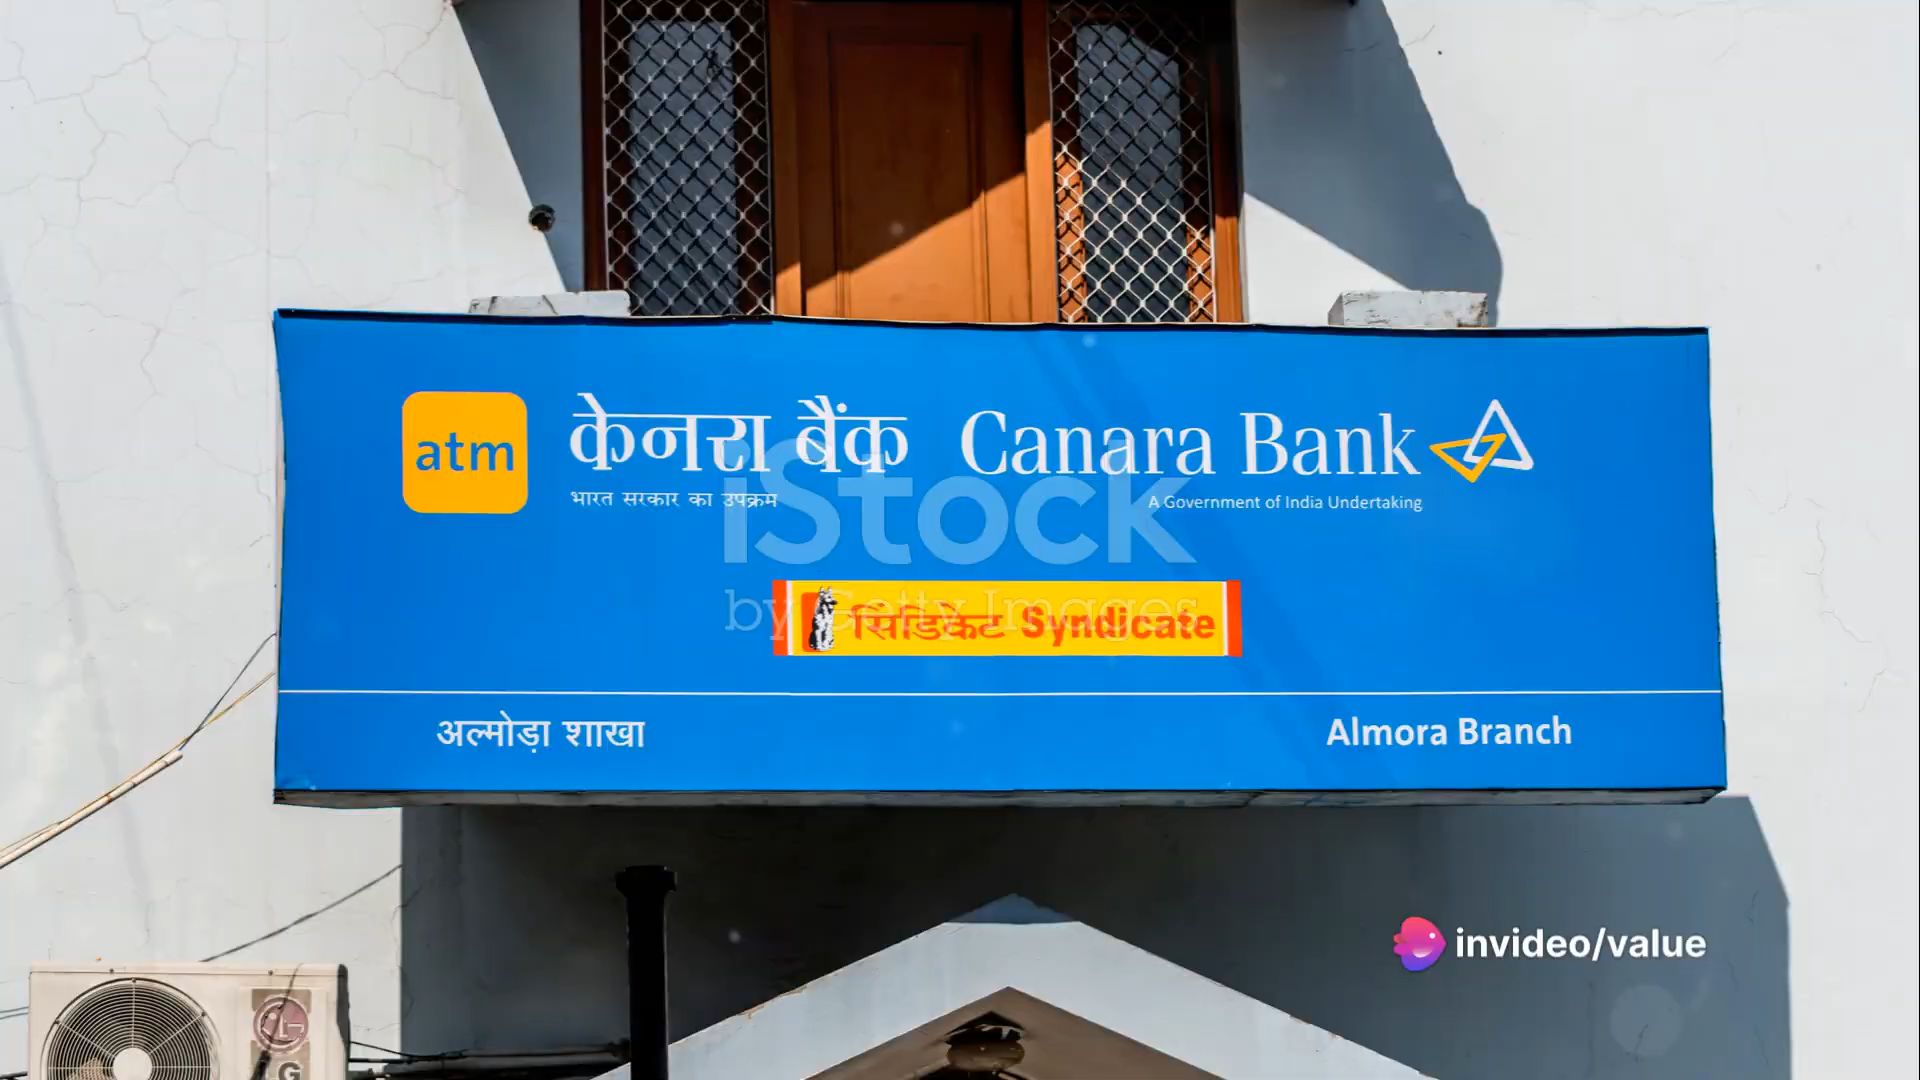 atm
केनरा बैंक Canara Bank
भारत सरकार का उपक्रम
A Government of India Undertaking
iStock
by Getty Images
सिंडिकेट Syndicate
अल्मोड़ा शाखा
Almora Branch
invideo/value
LG